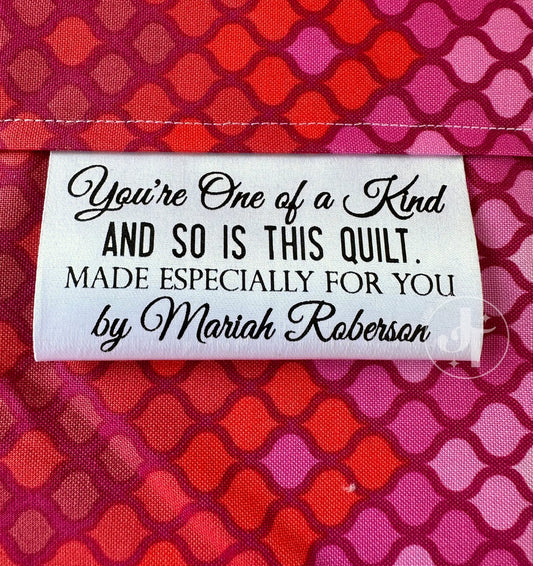 You're One of a Kind
AND SO IS THIS QUILT.
MADE ESPECIALLY FOR YOU
by Mariah Roberson